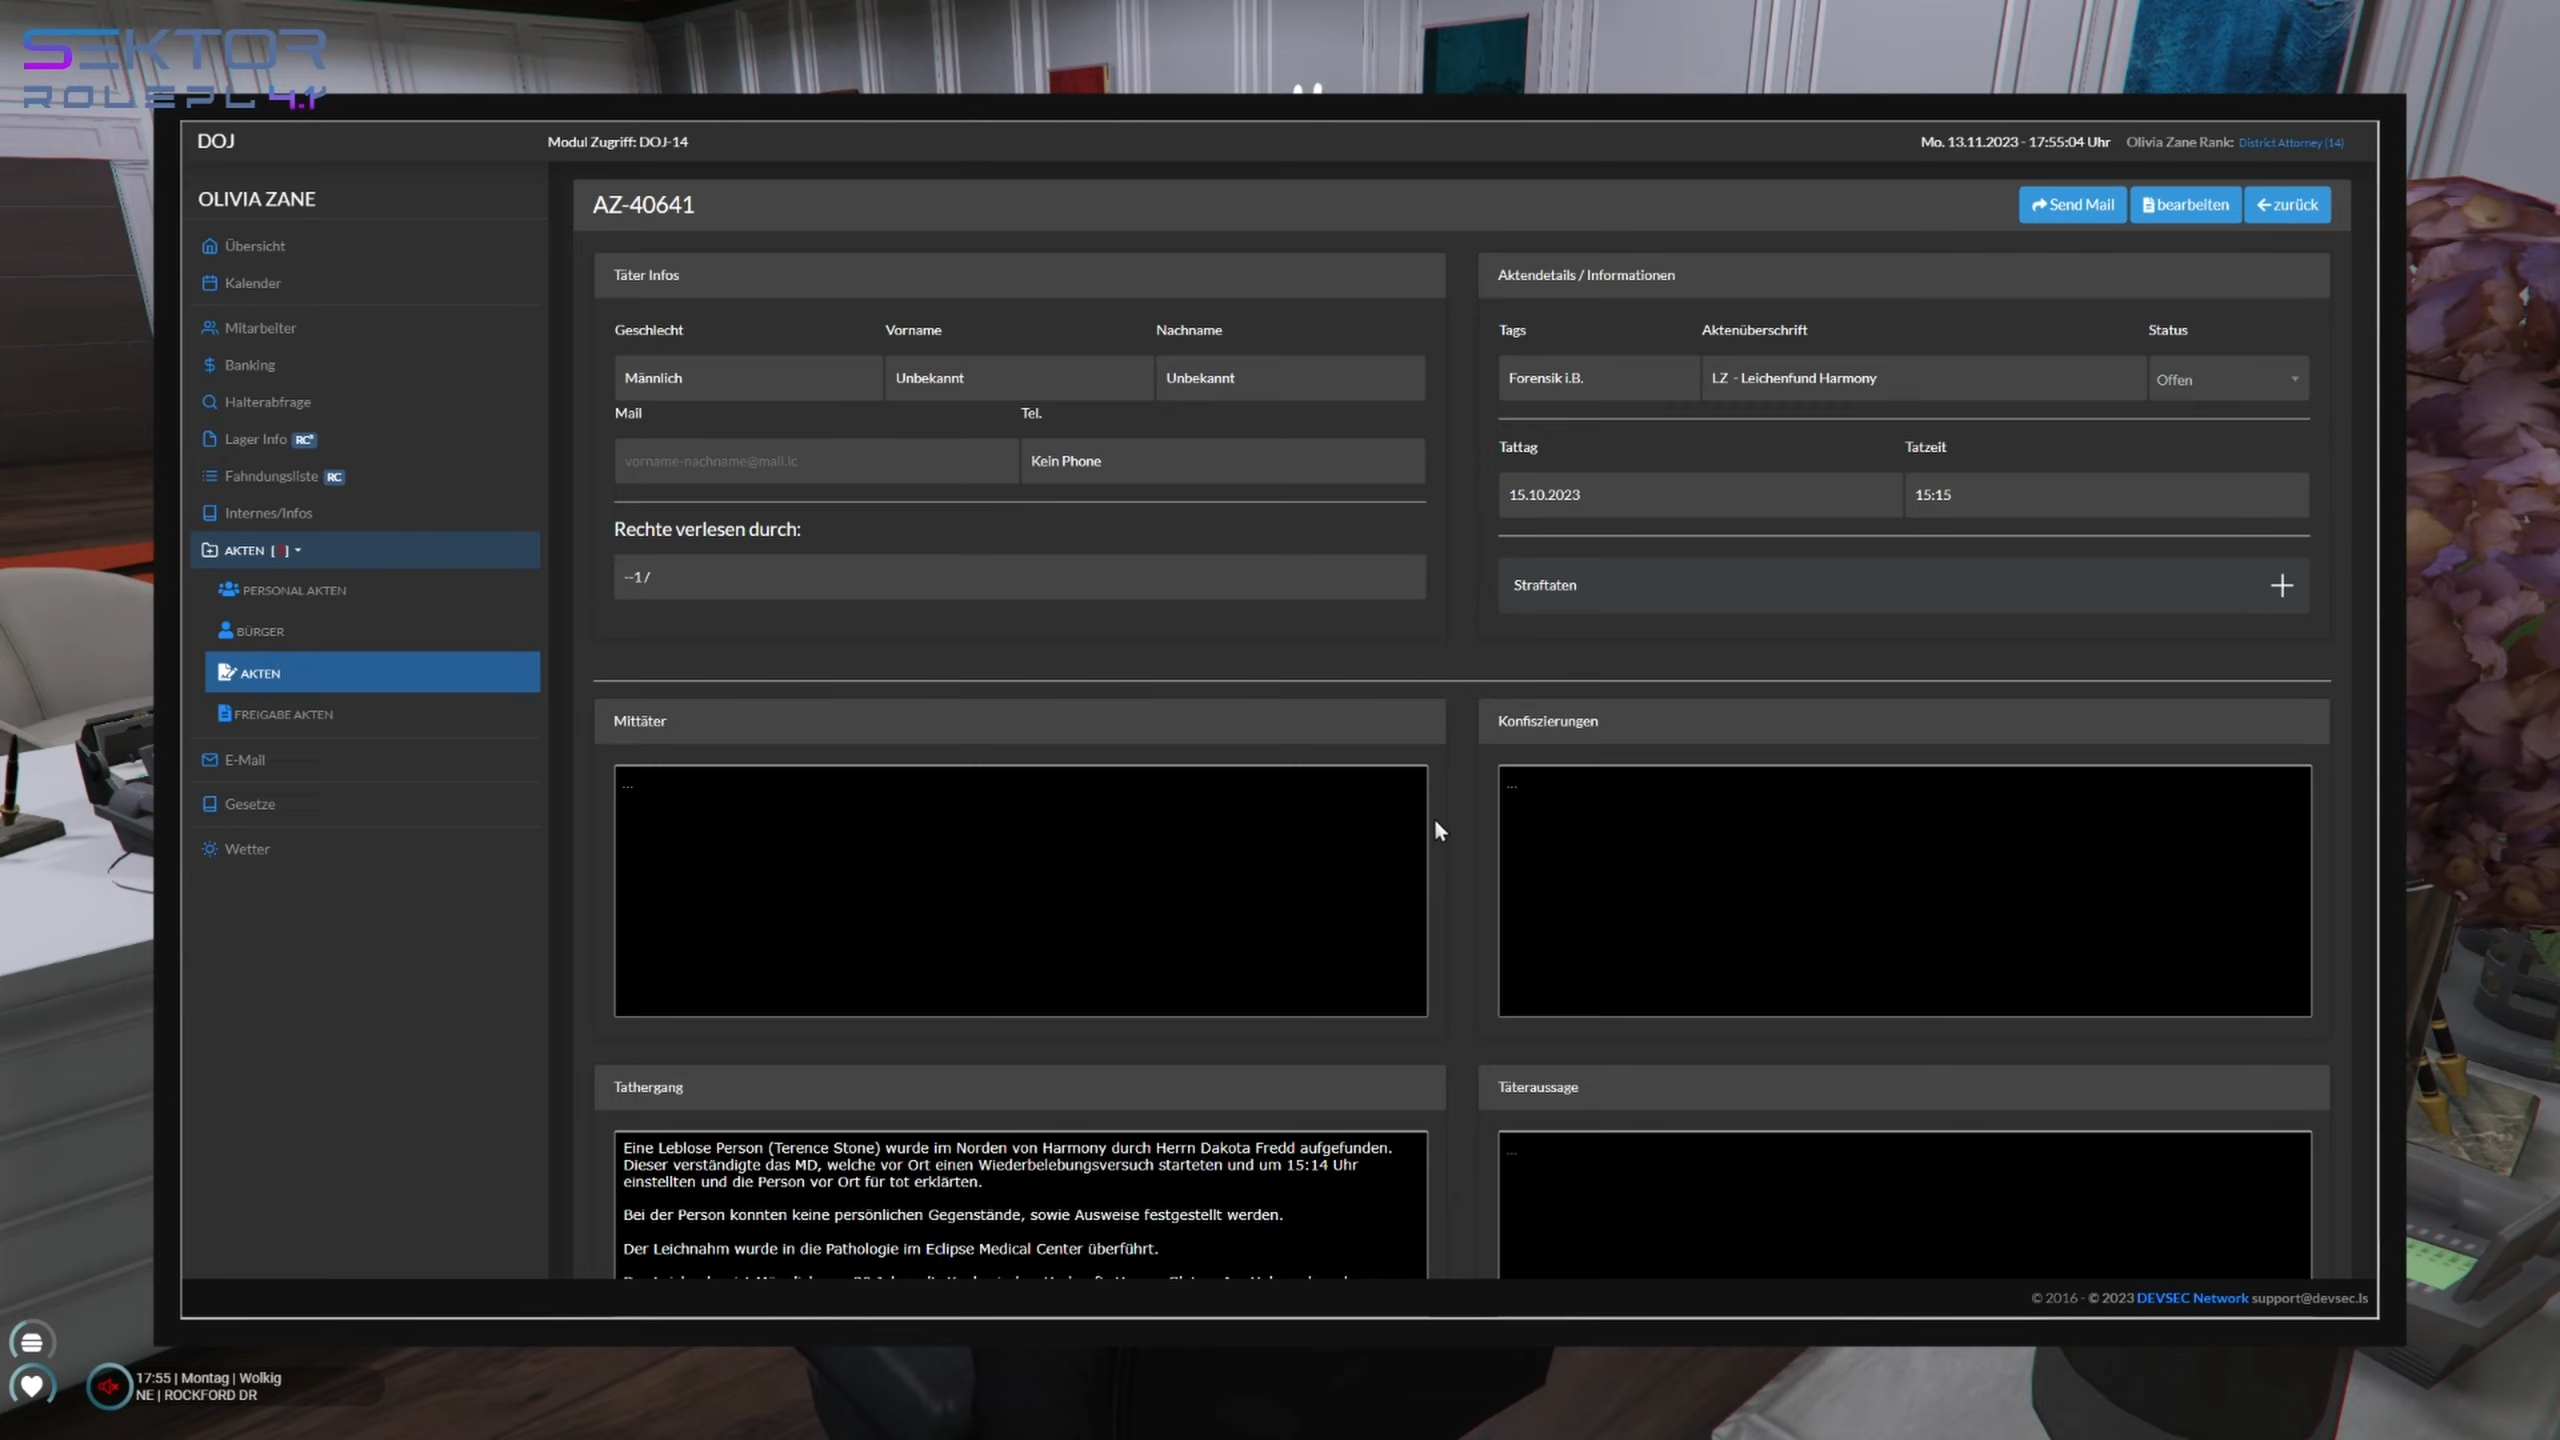 SEKTOR
ROLEPL4.Y
DOJ
Modul Zugriff: DOJ-14
Mo. 13.11.2023 - 17:55:04 Uhr Olivia Zane Rank: District Attorney (14)
OLIVIA ZANE
Übersicht
Kalender
Mitarbeiter
Banking
Halterabfrage
Lager Info
Fahndungsliste RC
Internes/Infos
AKTEN
PERSONAL AKTEN
BÜRGER
AKTEN
FREIGABE AKTEN
E-Mail
Gesetze
Wetter
AZ-40641
Send Mail
bearbeiten
zurück
Täter Infos
Geschlecht Vorname Nachname
Männlich Unbekannt Unbekannt
Mail Tel.
vorname-nachname@mail.lc Kein Phone
Rechte verlesen durch:
--1 /
Aktendetails / Informationen
Tags Aktenüberschrift Status
Forensik i.B. LZ - Leichenfund Harmony Offen
Tattag Tatzeit
15.10.2023 15:15
Straftaten
Mittäter
...
Konfiszierungen
...
Tathergang
Eine Leblose Person (Terence Stone) wurde im Norden von Harmony durch Herrn Dakota Fredd aufgefunden.
Dieser verständigte das MD, welche vor Ort einen Wiederbelebungsversuch starteten und um 15:14 Uhr
einstellten und die Person vor Ort für tot erklärten.
Bei der Person konnten keine persönlichen Gegenstände, sowie Ausweise festgestellt werden.
Der Leichnahm wurde in die Pathologie im Eclipse Medical Center überführt.
Täteraussage
...
© 2016 - © 2023 DEVSEC Network support@devsec.ls
17:55 | Montag | Wolkig
NE | ROCKFORD DR